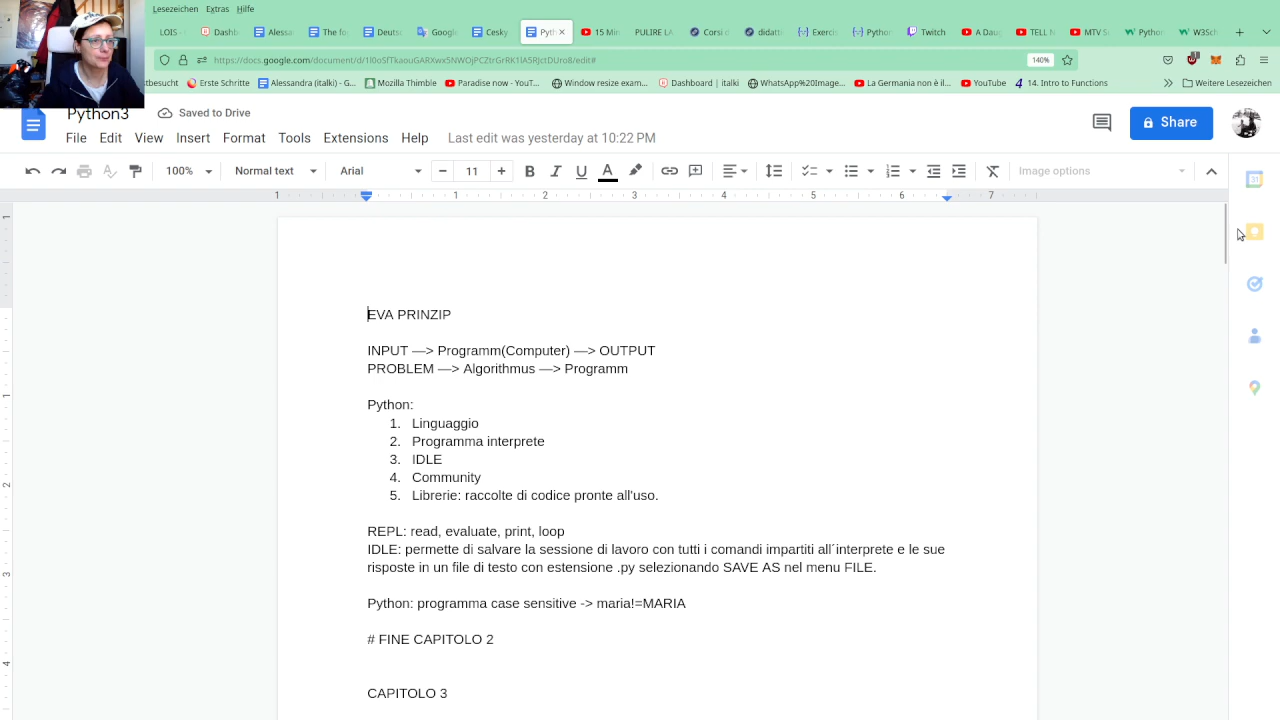 Lesezeichen Extras Hilfe
LOIS - Dashb Alessa The fo Deutsc Google Cesky Pyth 15 Min PULIRE LA Corsi d didatti Exerci Python Twitch A Daug TELL M MTV S Python W3Sch
https://docs.google.com/document/d/
140%
besucht Erste Schritte Alessandra (italki) - G... Mozilla Thimble Paradise now - YouT... Window resize exam... Dashboard | italki WhatsApp%20Image... La Germania non è il... YouTube 14. Intro to Functions Weitere Lesezeichen
Python3 Saved to Drive
File Edit View Insert Format Tools Extensions Help Last edit was yesterday at 10:22 PM
Share
100% Normal text Arial 11 B I U A Image options
1 1 2 3 4 5 6 7
EVA PRINZIP
INPUT —> Programm(Computer) —> OUTPUT
PROBLEM —> Algorithmus —> Programm
Python:
1. Linguaggio
2. Programma interprete
3. IDLE
4. Community
5. Librerie: raccolte di codice pronte all'uso.
REPL: read, evaluate, print, loop
IDLE: permette di salvare la sessione di lavoro con tutti i comandi impartiti all´interprete e le sue
risposte in un file di testo con estensione .py selezionando SAVE AS nel menu FILE.
Python: programma case sensitive -> maria!=MARIA
# FINE CAPITOLO 2
CAPITOLO 3